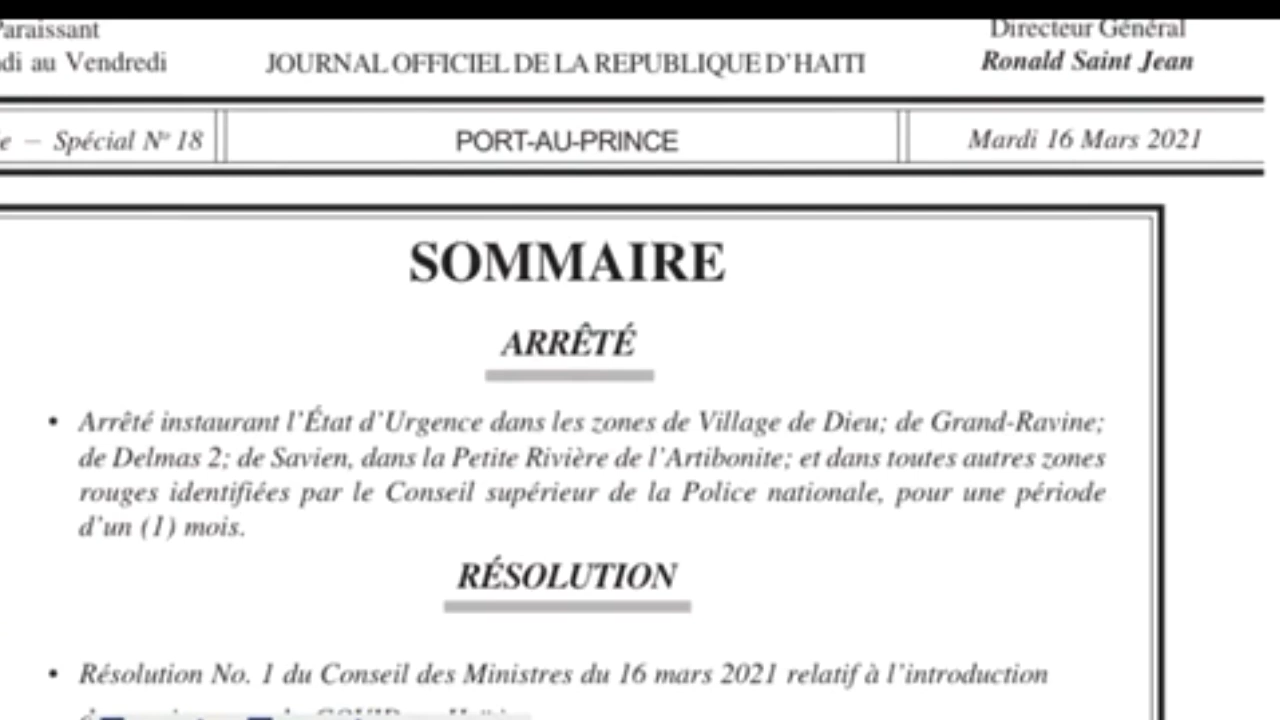 Paraissant
di au Vendredi
JOURNAL OFFICIEL DE LA REPUBLIQUE D'HAITI
Directeur Général
Ronald Saint Jean
e – Spécial Nº 18
PORT-AU-PRINCE
Mardi 16 Mars 2021
SOMMAIRE
ARRÊTÉ
• Arrêté instaurant l'État d'Urgence dans les zones de Village de Dieu; de Grand-Ravine;
de Delmas 2; de Savien, dans la Petite Rivière de l'Artibonite; et dans toutes autres zones
rouges identifiées par le Conseil supérieur de la Police nationale, pour une période
d'un (1) mois.
RÉSOLUTION
• Résolution No. 1 du Conseil des Ministres du 16 mars 2021 relatif à l'introduction